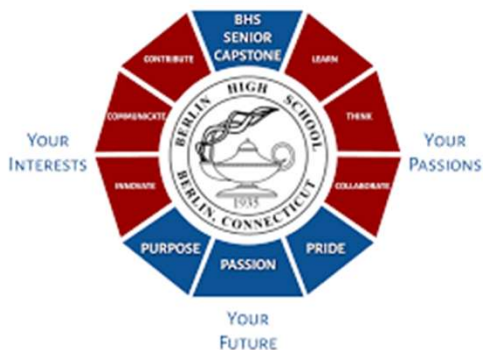 BHS
SENIOR
CAPSTONE
LEARN
THINK
COLLABORATE
PRIDE
PASSION
PURPOSE
INNOVATE
COMMUNICATE
CONTRIBUTE
BERLIN HIGH SCHOOL
BERLIN, CONNECTICUT
1935
YOUR
INTERESTS
YOUR
PASSIONS
YOUR
FUTURE